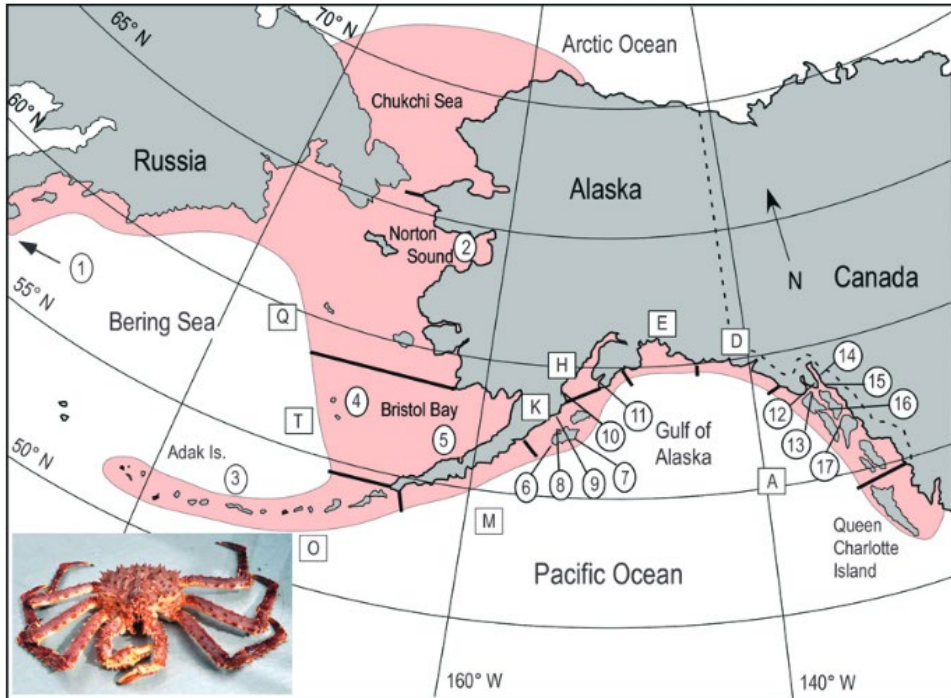 70° N
65° N
Arctic Ocean
60° N
Chukchi Sea
Russia
Alaska
Norton
Sound
2
N
Canada
1
55° N
Bering Sea
Q
E
D
14
H
15
4
Bristol Bay
K
11
12
16
T
5
10
Gulf of
Alaska
13
50° N
Adak Is.
3
6
8
9
7
17
A
M
O
Queen
Charlotte
Island
Pacific Ocean
160° W
140° W